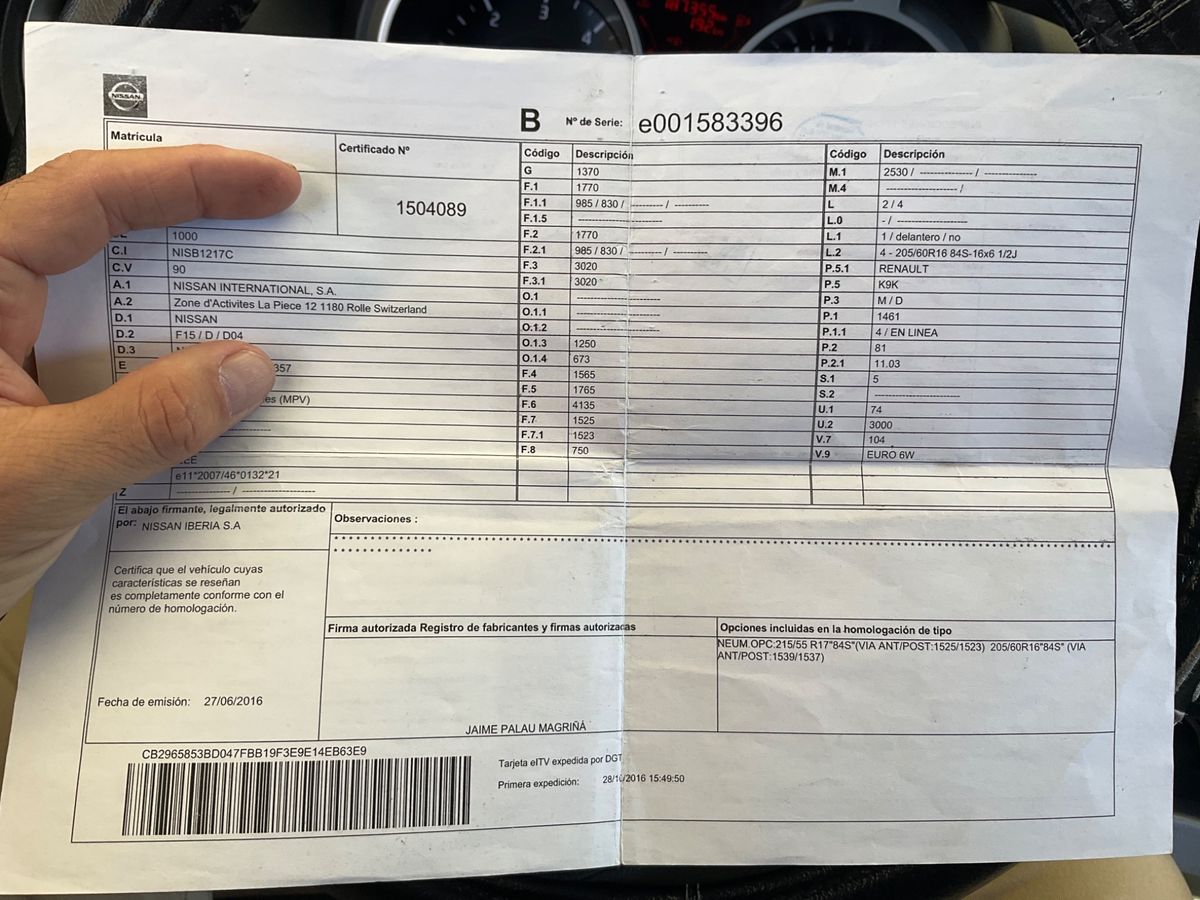 2 3 4
NISSAN
B Nº de Serie: e001583396
Matrícula
Certificado Nº
1504089
1000
C.I NISB1217C
C.V 90
A.1 NISSAN INTERNATIONAL, S.A.
A.2 Zone d'Activites La Piece 12 1180 Rolle Switzerland
D.1 NISSAN
D.2 F15 / D / D04
D.3
E 357
es (MPV)
---------
e11*2007/46*0132*21
Z -------------- / -------------------
Código Descripción
G 1370
F.1 1770
F.1.1 985 / 830 / --------- / ---------
F.1.5 ----------------------
F.2 1770
F.2.1 985 / 830 / --------- / ---------
F.3 3020
F.3.1 3020
O.1 ----------------------
O.1.1 ----------------------
O.1.2 ----------------------
O.1.3 1250
O.1.4 673
F.4 1565
F.5 1765
F.6 4135
F.7 1525
F.7.1 1523
F.8 750
Código Descripción
M.1 2530 / -------------- / --------------
M.4 ------------------- /
L 2 / 4
L.0 - / -------------------
L.1 1 / delantero / no
L.2 4 - 205/60R16 84S-16x6 1/2J
P.5.1 RENAULT
P.5 K9K
P.3 M / D
P.1 1461
P.1.1 4 / EN LINEA
P.2 81
P.2.1 11.03
S.1 5
S.2 -----------------------
U.1 74
U.2 3000
V.7 104
V.9 EURO 6W
El abajo firmante, legalmente autorizado
por: NISSAN IBERIA S.A
Certifica que el vehículo cuyas
características se reseñan
es completamente conforme con el
número de homologación.
Fecha de emisión: 27/06/2016
Observaciones :
Firma autorizada Registro de fabricantes y firmas autorizadas
JAIME PALAU MAGRIÑÁ
Opciones incluidas en la homologación de tipo
NEUM.OPC:215/55 R17"84S"(VIA ANT/POST:1525/1523) 205/60R16"84S" (VIA
ANT/POST:1539/1537)
CB2965853BD047FBB19F3E9E14EB63E9
Tarjeta eITV expedida por DGT
Primera expedición: 28/10/2016 15:49:50